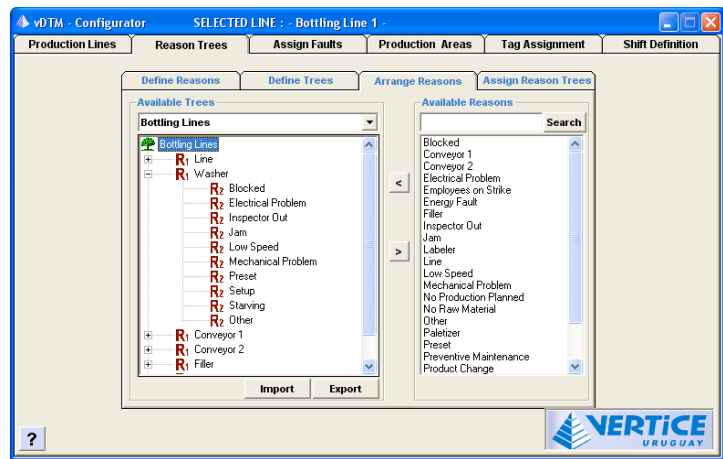 vDTM - Configurator SELECTED LINE : - Bottling Line 1 -
Production Lines Reason Trees Assign Faults Production Areas Tag Assignment Shift Definition
Define Reasons Define Trees Arrange Reasons Assign Reason Trees
Available Trees
Bottling Lines
Bottling Lines
R1 Line
R1 Washer
R2 Blocked
R2 Electrical Problem
R2 Inspector Out
R2 Jam
R2 Low Speed
R2 Mechanical Problem
R2 Preset
R2 Setup
R2 Starving
R2 Other
R1 Conveyor 1
R1 Conveyor 2
R1 Filler
Import Export
<
>
Available Reasons
Search
Blocked
Conveyor 1
Conveyor 2
Electrical Problem
Employees on Strike
Energy Fault
Filler
Inspector Out
Jam
Labeler
Line
Low Speed
Mechanical Problem
No Production Planned
No Raw Material
Other
Paletizer
Preset
Preventive Maintenance
Product Change
?
VERTiCE
URUGUAY